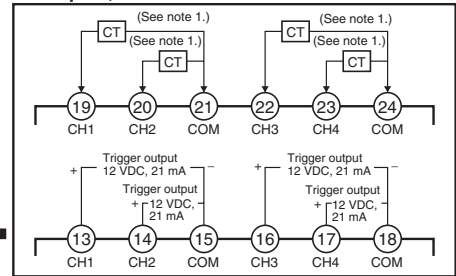 (See note 1.) (See note 1.)
CT (See note 1.) CT (See note 1.)
CT CT
19 20 21 22 23 24
CH1 CH2 COM CH3 CH4 COM
Trigger output Trigger output
+ 12 VDC, 21 mA − + 12 VDC, 21 mA −
Trigger output Trigger output
+ 12 VDC, − + 12 VDC, −
21 mA 21 mA
13 14 15 16 17 18
CH1 CH2 COM CH3 CH4 COM